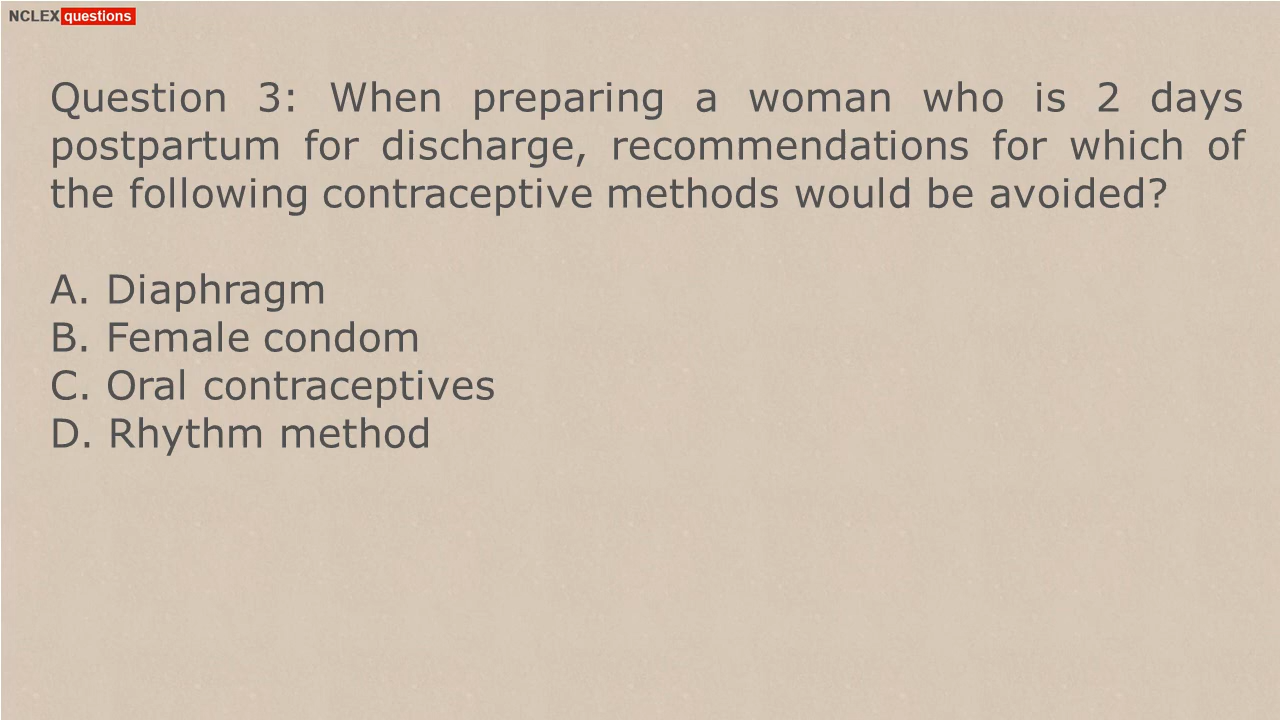 NCLEX questions
Question 3: When preparing a woman who is 2 days
postpartum for discharge, recommendations for which of
the following contraceptive methods would be avoided?
A. Diaphragm
B. Female condom
C. Oral contraceptives
D. Rhythm method